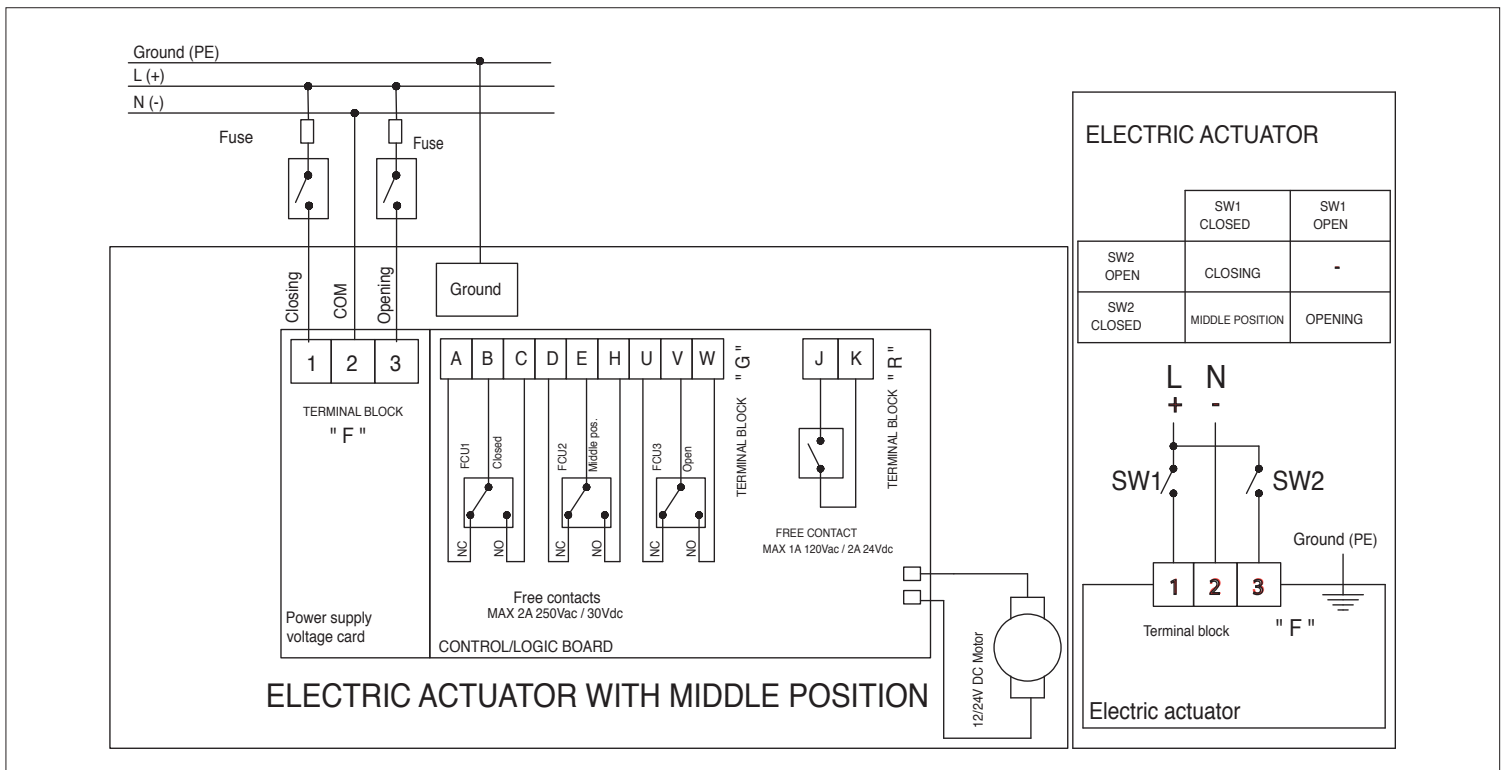 Ground (PE)
L (+)
N (-)
Fuse
Fuse
Closing
COM
Opening
Ground
1 2 3
TERMINAL BLOCK
" F "
Power supply
voltage card
A B C D E H U V W
TERMINAL BLOCK " G "
FCU1
Closed
NC
NO
FCU2
Middle pos.
NC
NO
FCU3
Open
NC
NO
Free contacts
MAX 2A 250Vac / 30Vdc
J K
TERMINAL BLOCK " R "
FREE CONTACT
MAX 1A 120Vac / 2A 24Vdc
CONTROL/LOGIC BOARD
12/24V DC Motor
ELECTRIC ACTUATOR WITH MIDDLE POSITION
ELECTRIC ACTUATOR
SW1
CLOSED
SW1
OPEN
SW2
OPEN
CLOSING
-
SW2
CLOSED
MIDDLE POSITION
OPENING
L N
+ -
SW1
SW2
Ground (PE)
1 2 3
Terminal block
" F "
Electric actuator